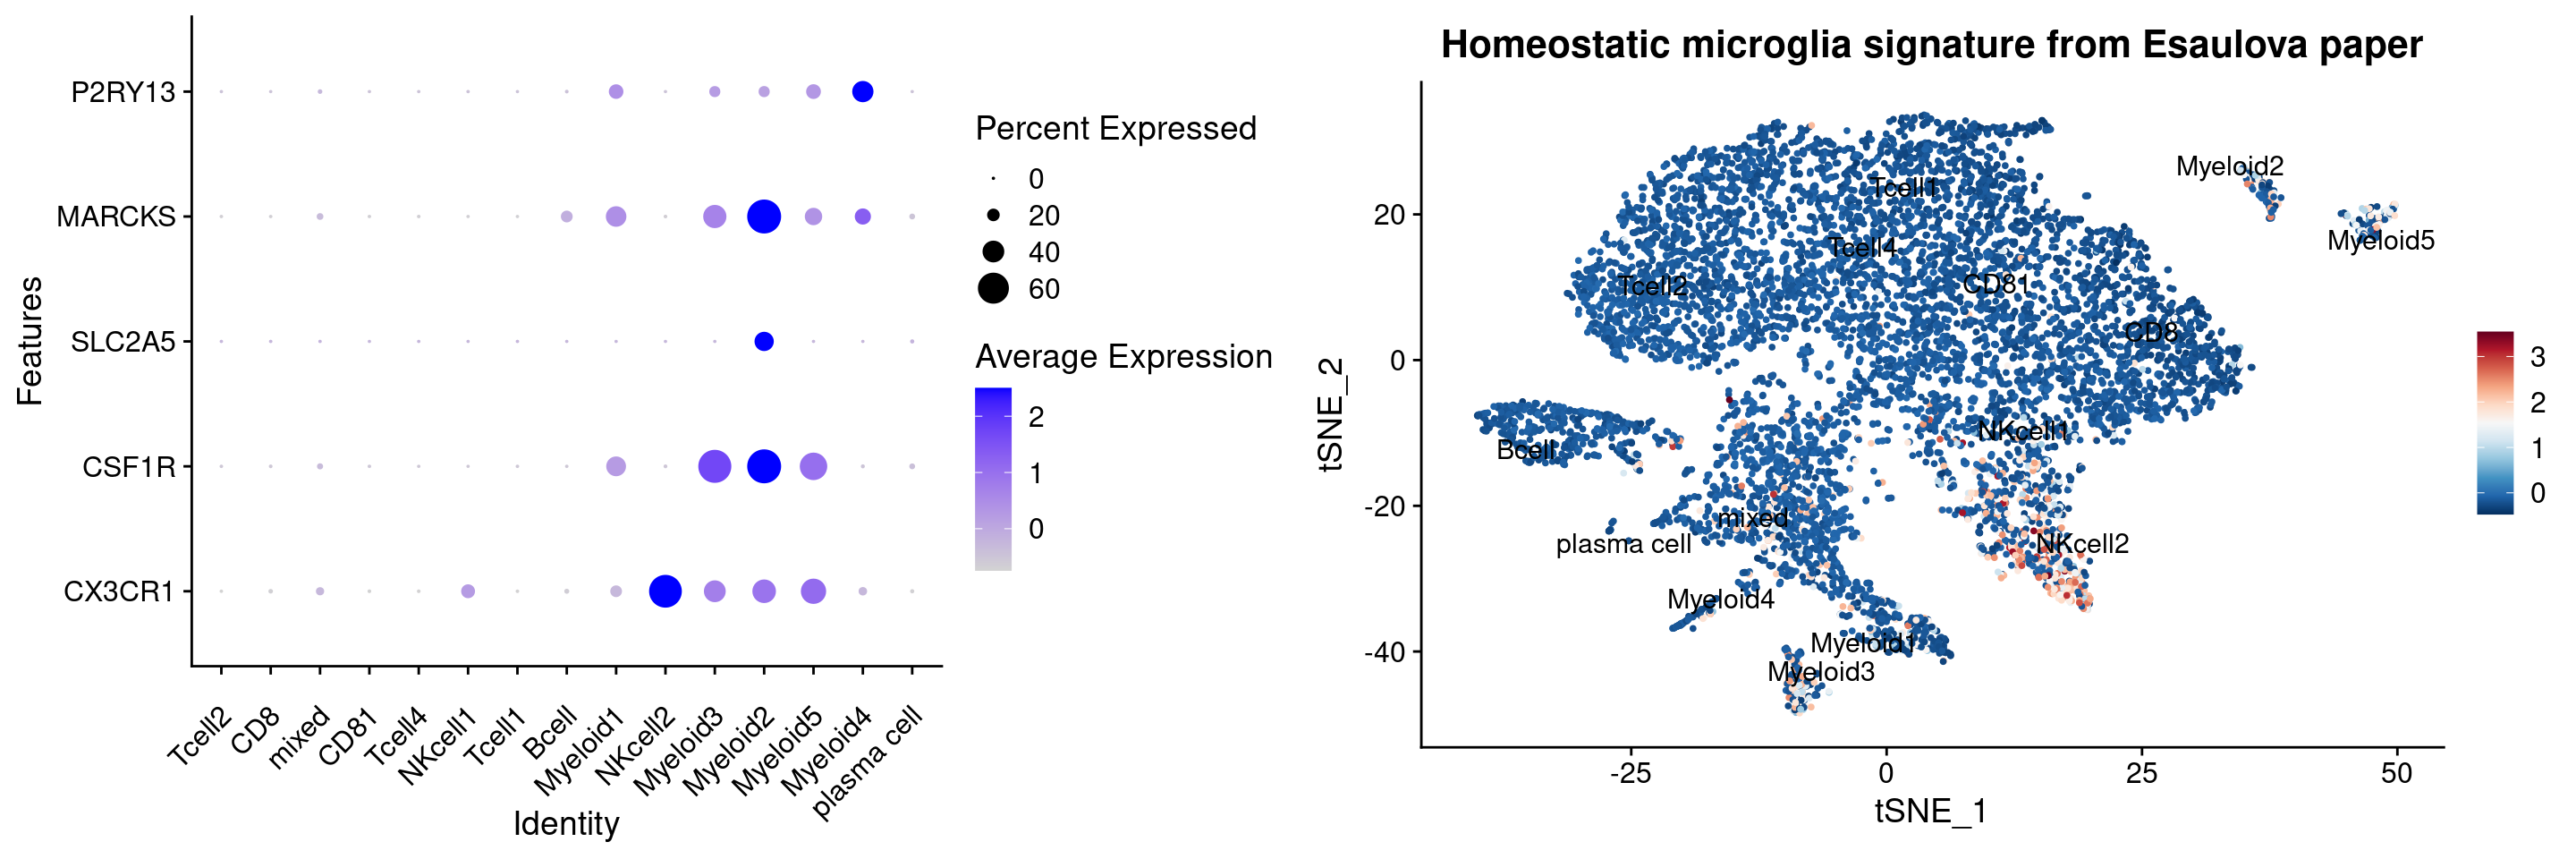 P2RY13
MARCKS
SLC2A5
CSF1R
CX3CR1
Features
Tcell2
CD8
mixed
CD81
Tcell4
NKcell1
Tcell1
Bcell
Myeloid1
NKcell2
Myeloid3
Myeloid2
Myeloid5
Myeloid4
plasma cell
Identity
Percent Expressed
0
20
40
60
Average Expression
2
1
0
Homeostatic microglia signature from Esaulova paper
Myeloid2
Tcell1
Myeloid5
Tcell4
Tcell2
CD81
CD8
NKcell1
Bcell
mixed
plasma cell
NKcell2
Myeloid4
Myeloid1
Myeloid3
20
0
-20
-40
tSNE_2
-25
0
25
50
tSNE_1
3
2
1
0